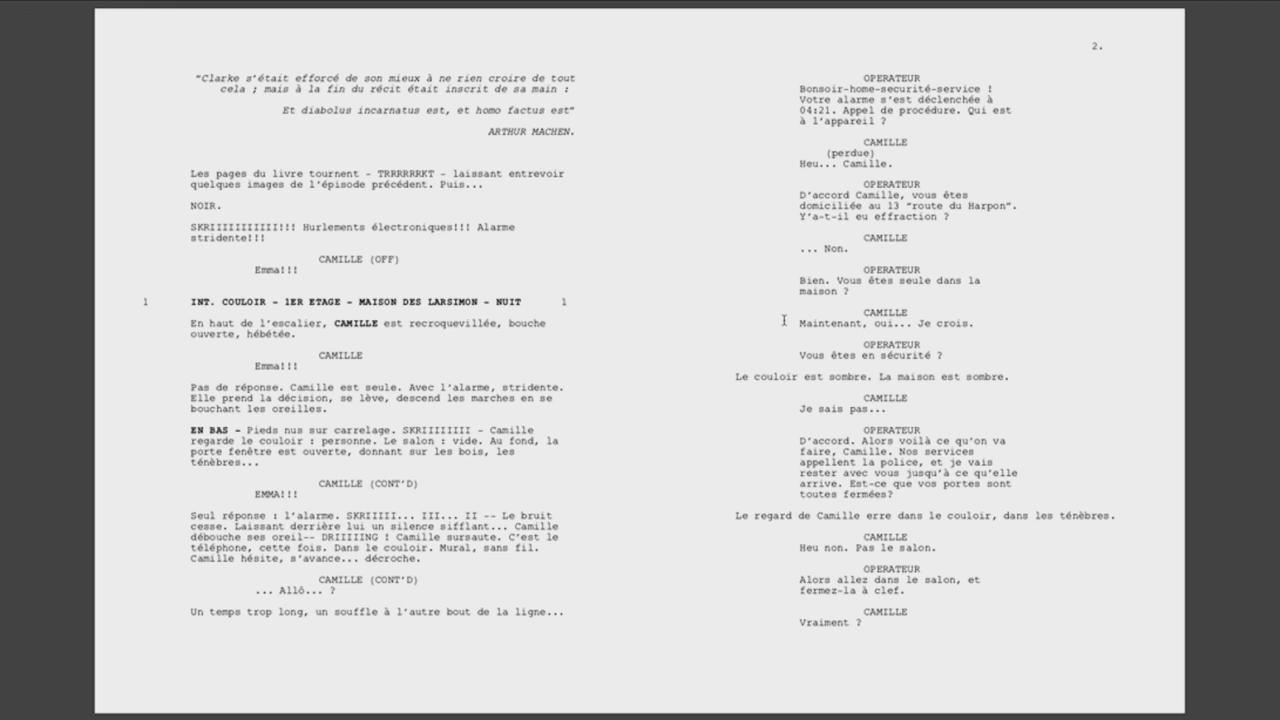 "Clarke s'était efforcé de son mieux à ne rien croire de tout
cela ; mais à la fin du récit était inscrit de sa main :
Et diabolus incarnatus est, et homo factus est"
ARTHUR MACHEN.
Les pages du livre tournent - TRRRRRRKT - laissant entrevoir
quelques images de l'épisode précédent. Puis...
NOIR.
SKRIIIIIIIIIII!!! Hurlements électroniques!!! Alarme
stridente!!!
CAMILLE (OFF)
Emma!!!
1 INT. COULOIR - 1ER ETAGE - MAISON DES LARSIMON - NUIT 1
En haut de l'escalier, CAMILLE est recroquevillée, bouche
ouverte, hébétée.
CAMILLE
Emma!!!
Pas de réponse. Camille est seule. Avec l'alarme, stridente.
Elle prend la décision, se lève, descend les marches en se
bouchant les oreilles.
EN BAS - Pieds nus sur carrelage. SKRIIIIIIII - Camille
regarde le couloir : personne. Le salon : vide. Au fond, la
porte fenêtre est ouverte, donnant sur les bois, les
ténèbres...
CAMILLE (CONT'D)
EMMA!!!
Seul réponse : l'alarme. SKRIIIII... III... II -- Le bruit
cesse. Laissant derrière lui un silence sifflant... Camille
débouche ses oreil-- DRIIIIING ! Camille sursaute. C'est le
téléphone, cette fois. Dans le couloir. Mural, sans fil.
Camille hésite, s'avance... décroche.
CAMILLE (CONT'D)
... Allô... ?
Un temps trop long, un souffle à l'autre bout de la ligne...
2.
OPERATEUR
Bonsoir-home-securité-service !
Votre alarme s'est déclenchée à
04:21. Appel de procédure. Qui est
à l'appareil ?
CAMILLE
(perdue)
Heu... Camille.
OPERATEUR
D'accord Camille, vous êtes
domiciliée au 13 "route du Harpon".
Y'a-t-il eu effraction ?
CAMILLE
... Non.
OPERATEUR
Bien. Vous êtes seule dans la
maison ?
CAMILLE
Maintenant, oui... Je crois.
OPERATEUR
Vous êtes en sécurité ?
Le couloir est sombre. La maison est sombre.
CAMILLE
Je sais pas...
OPERATEUR
D'accord. Alors voilà ce qu'on va
faire, Camille. Nos services
appellent la police, et je vais
rester avec vous jusqu'à ce qu'elle
arrive. Est-ce que vos portes sont
toutes fermées?
Le regard de Camille erre dans le couloir, dans les ténèbres.
CAMILLE
Heu non. Pas le salon.
OPERATEUR
Alors allez dans le salon, et
fermez-la à clef.
CAMILLE
Vraiment ?